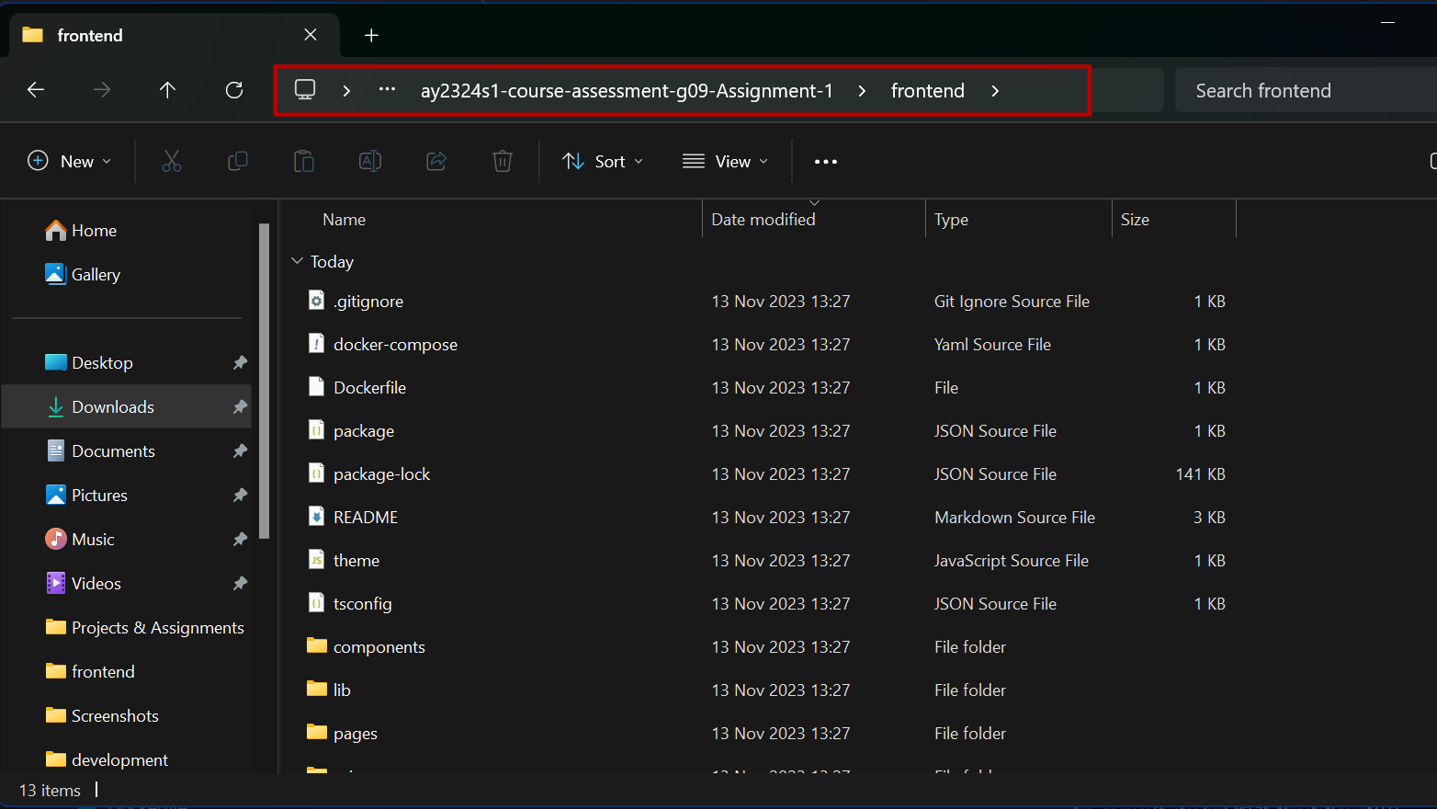 frontend
ay2324s1-course-assessment-g09-Assignment-1 frontend
Search frontend
New Sort View
Home
Gallery
Desktop
Downloads
Documents
Pictures
Music
Videos
Projects & Assignments
frontend
Screenshots
development
Name Date modified Type Size
Today
.gitignore 13 Nov 2023 13:27 Git Ignore Source File 1 KB
docker-compose 13 Nov 2023 13:27 Yaml Source File 1 KB
Dockerfile 13 Nov 2023 13:27 File 1 KB
package 13 Nov 2023 13:27 JSON Source File 1 KB
package-lock 13 Nov 2023 13:27 JSON Source File 141 KB
README 13 Nov 2023 13:27 Markdown Source File 3 KB
theme 13 Nov 2023 13:27 JavaScript Source File 1 KB
tsconfig 13 Nov 2023 13:27 JSON Source File 1 KB
components 13 Nov 2023 13:27 File folder
lib 13 Nov 2023 13:27 File folder
pages 13 Nov 2023 13:27 File folder
13 items